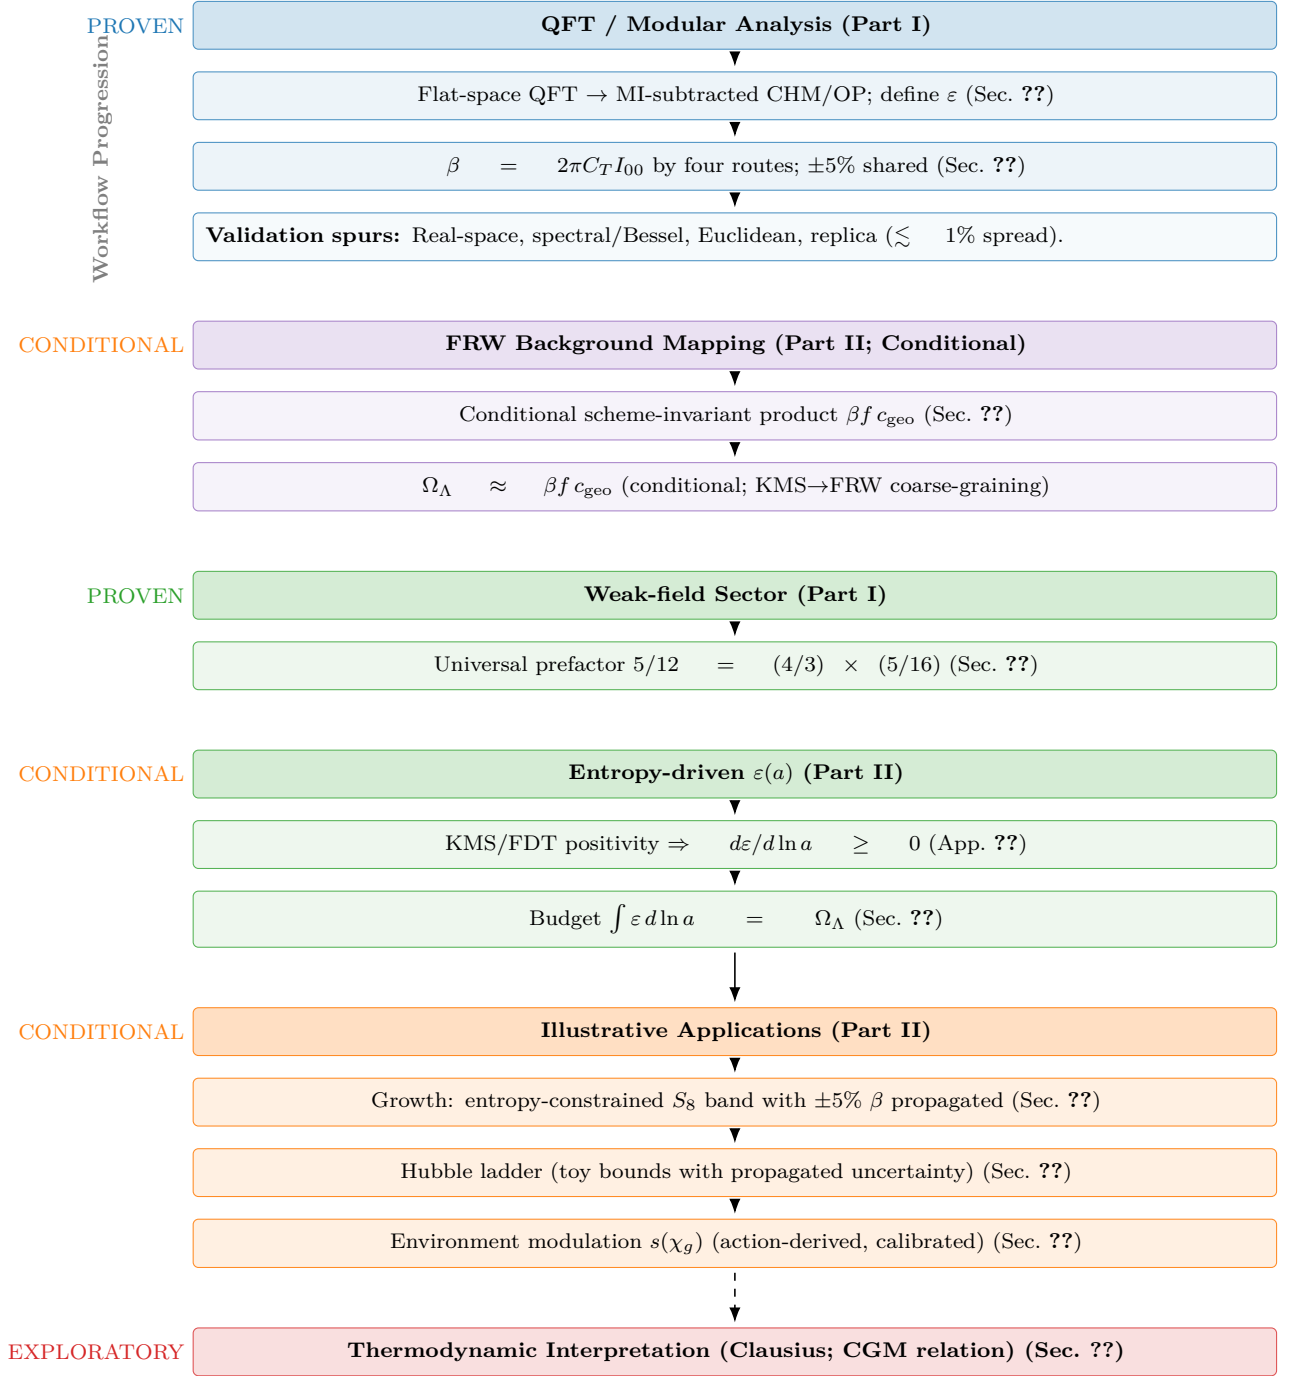 PROVEN
QFT / Modular Analysis (Part I)
Workflow Progression
Flat-space QFT → MI-subtracted CHM/OP; define ε (Sec. ??)
β = 2πC_T I_00 by four routes; ±5% shared (Sec. ??)
Validation spurs: Real-space, spectral/Bessel, Euclidean, replica (≲ 1% spread).
CONDITIONAL
FRW Background Mapping (Part II; Conditional)
Conditional scheme-invariant product βf c_geo (Sec. ??)
Ω_Λ ≈ βf c_geo (conditional; KMS→FRW coarse-graining)
PROVEN
Weak-field Sector (Part I)
Universal prefactor 5/12 = (4/3) × (5/16) (Sec. ??)
CONDITIONAL
Entropy-driven ε(a) (Part II)
KMS/FDT positivity ⇒ dε/d ln a ≥ 0 (App. ??)
Budget ∫ ε d ln a = Ω_Λ (Sec. ??)
CONDITIONAL
Illustrative Applications (Part II)
Growth: entropy-constrained S_8 band with ±5% β propagated (Sec. ??)
Hubble ladder (toy bounds with propagated uncertainty) (Sec. ??)
Environment modulation s(χ_g) (action-derived, calibrated) (Sec. ??)
EXPLORATORY
Thermodynamic Interpretation (Clausius; CGM relation) (Sec. ??)